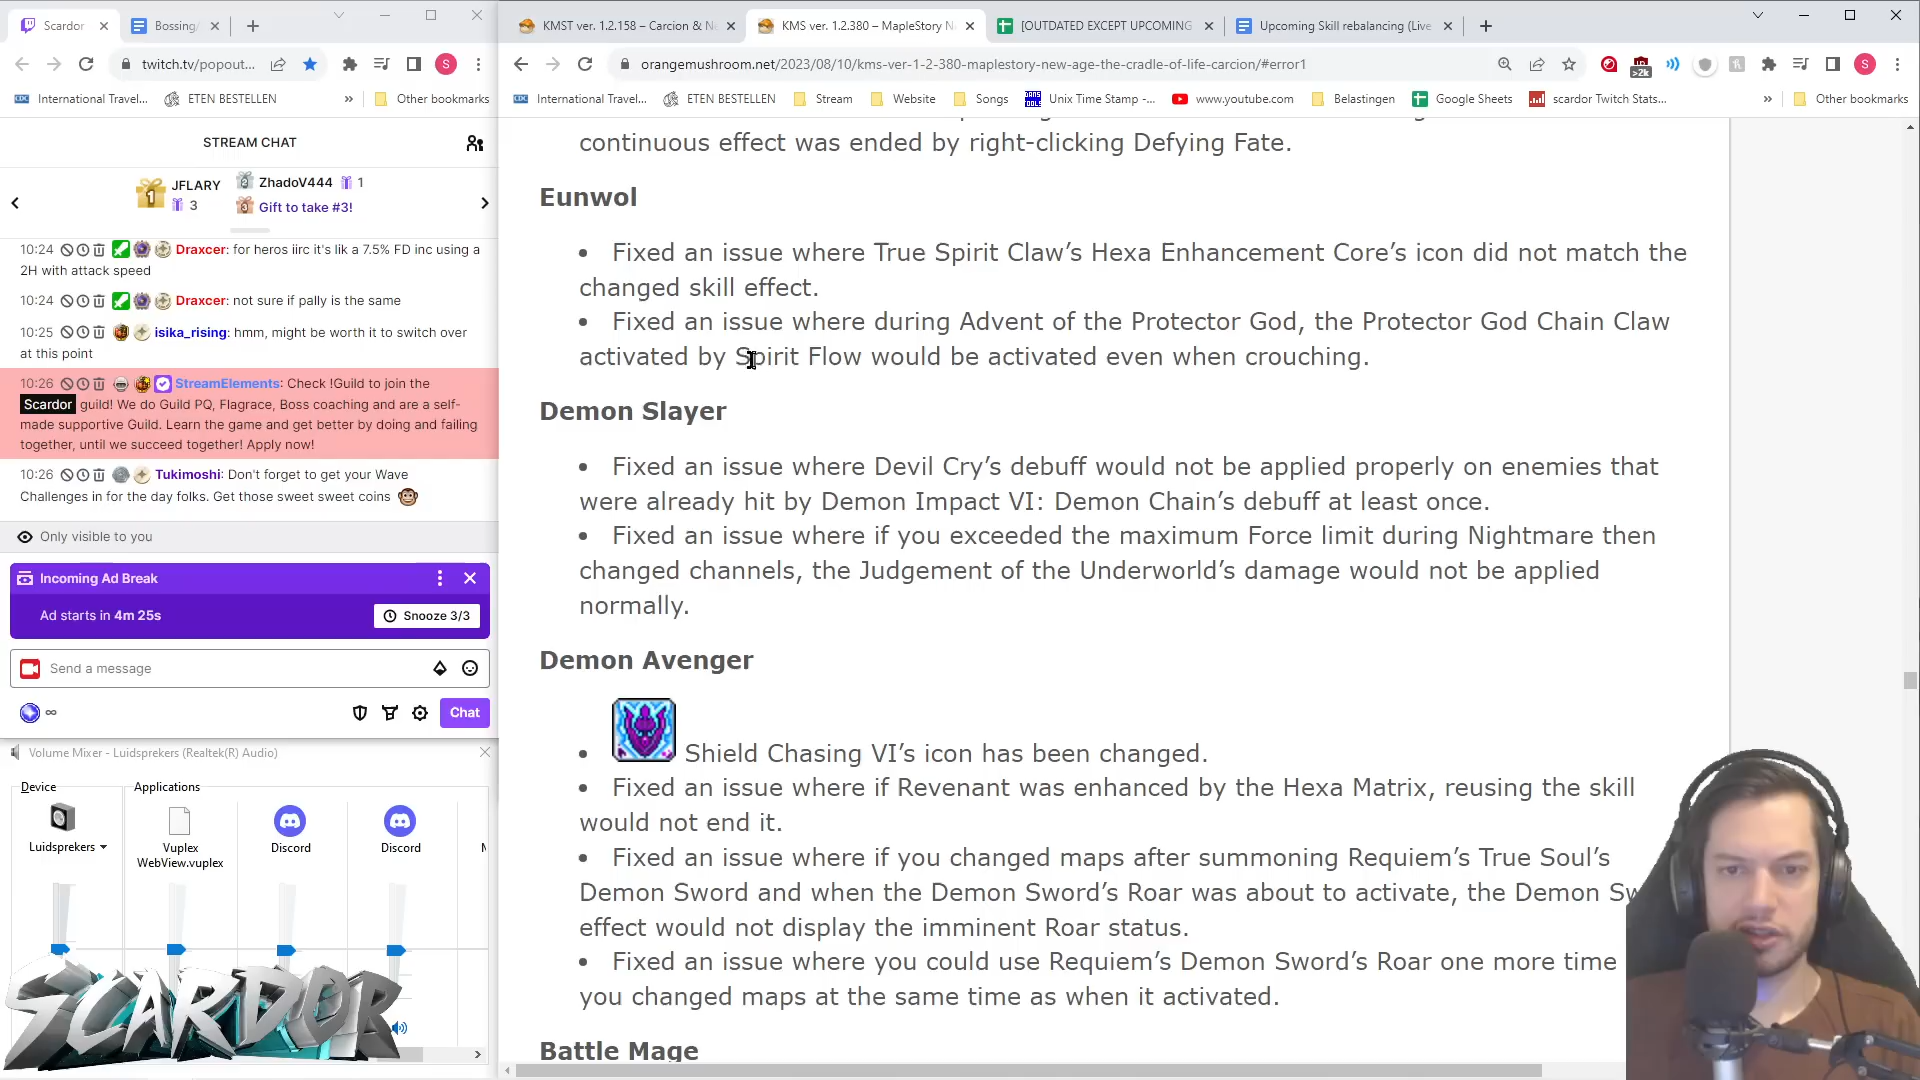 Scardor
Bossing/
KMST ver. 1.2.158 – Carcion & N
KMS ver. 1.2.380 – MapleStory N
[OUTDATED EXCEPT UPCOMING
Upcoming Skill rebalancing (Live
twitch.tv/popout...
S
orangemushroom.net/2023/08/10/kms-ver-1-2-380-maplestory-new-age-the-cradle-of-life-carcion/#error1
>2k
S
International Travel...
ETEN BESTELLEN
»
Other bookmarks
International Travel...
ETEN BESTELLEN
Stream
Website
Songs
Unix Time Stamp -...
www.youtube.com
Belastingen
Google Sheets
scardor Twitch Stats...
»
Other bookmarks
STREAM CHAT
JFLARY
3
ZhadoV444 1
Gift to take #3!
10:24 Draxcer: for heros iirc it's lik a 7.5% FD inc using a
2H with attack speed
10:24 Draxcer: not sure if pally is the same
10:25 isika_rising: hmm, might be worth it to switch over
at this point
10:26 StreamElements: Check !Guild to join the
Scardor guild! We do Guild PQ, Flagrace, Boss coaching and are a self-
made supportive Guild. Learn the game and get better by doing and failing
together, until we succeed together! Apply now!
10:26 Tukimoshi: Don't forget to get your Wave
Challenges in for the day folks. Get those sweet sweet coins
Only visible to you
Incoming Ad Break
Ad starts in 4m 25s
Snooze 3/3
Send a message
∞
Chat
Volume Mixer - Luidsprekers (Realtek(R) Audio)
Device
Applications
Luidsprekers
Vuplex
WebView.vuplex
Discord
Discord
SCARDOR
continuous effect was ended by right-clicking Defying Fate.
Eunwol
• Fixed an issue where True Spirit Claw’s Hexa Enhancement Core’s icon did not match the
changed skill effect.
• Fixed an issue where during Advent of the Protector God, the Protector God Chain Claw
activated by Spirit Flow would be activated even when crouching.
Demon Slayer
• Fixed an issue where Devil Cry’s debuff would not be applied properly on enemies that
were already hit by Demon Impact VI: Demon Chain’s debuff at least once.
• Fixed an issue where if you exceeded the maximum Force limit during Nightmare then
changed channels, the Judgement of the Underworld’s damage would not be applied
normally.
Demon Avenger
• Shield Chasing VI’s icon has been changed.
• Fixed an issue where if Revenant was enhanced by the Hexa Matrix, reusing the skill
would not end it.
• Fixed an issue where if you changed maps after summoning Requiem’s True Soul’s
Demon Sword and when the Demon Sword’s Roar was about to activate, the Demon Sw
effect would not display the imminent Roar status.
• Fixed an issue where you could use Requiem’s Demon Sword’s Roar one more time
you changed maps at the same time as when it activated.
Battle Mage